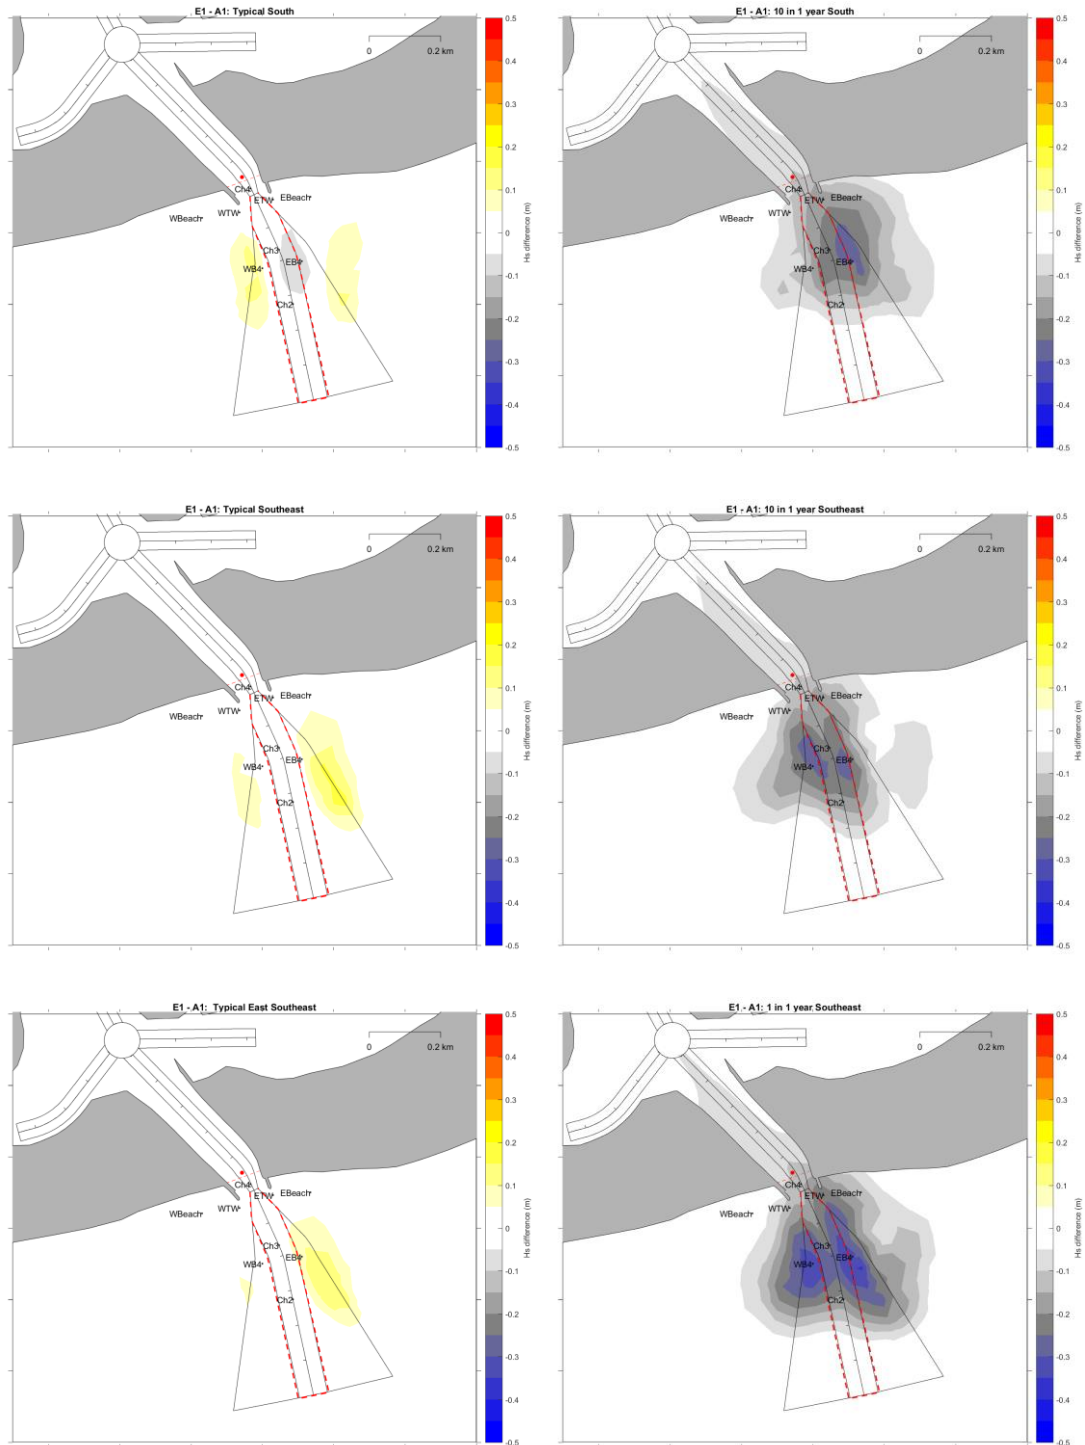 E1 - A1: Typical South
0 0.2 km
Ch4 ETW EBeach
WBeach WTW
Ch3
WB4 EB4
Ch2
0.5
0.4
0.3
0.2
0.1
0
-0.1
-0.2
-0.3
-0.4
-0.5
Hs difference (m)
E1 - A1: 10 in 1 year South
0 0.2 km
Ch4 ETW EBeach
WBeach WTW
Ch3
WB4 EB4
Ch2
0.5
0.4
0.3
0.2
0.1
0
-0.1
-0.2
-0.3
-0.4
-0.5
Hs difference (m)
E1 - A1: Typical Southeast
0 0.2 km
Ch4 ETW EBeach
WBeach WTW
Ch3
WB4 EB4
Ch2
0.5
0.4
0.3
0.2
0.1
0
-0.1
-0.2
-0.3
-0.4
-0.5
Hs difference (m)
E1 - A1: 10 in 1 year Southeast
0 0.2 km
Ch4 ETW EBeach
WBeach WTW
Ch3
WB4 EB4
Ch2
0.5
0.4
0.3
0.2
0.1
0
-0.1
-0.2
-0.3
-0.4
-0.5
Hs difference (m)
E1 - A1: Typical East Southeast
0 0.2 km
Ch4 ETW EBeach
WBeach WTW
Ch3
WB4 EB4
Ch2
0.5
0.4
0.3
0.2
0.1
0
-0.1
-0.2
-0.3
-0.4
-0.5
Hs difference (m)
E1 - A1: 1 in 1 year Southeast
0 0.2 km
Ch4 ETW EBeach
WBeach WTW
Ch3
WB4 EB4
Ch2
0.5
0.4
0.3
0.2
0.1
0
-0.1
-0.2
-0.3
-0.4
-0.5
Hs difference (m)